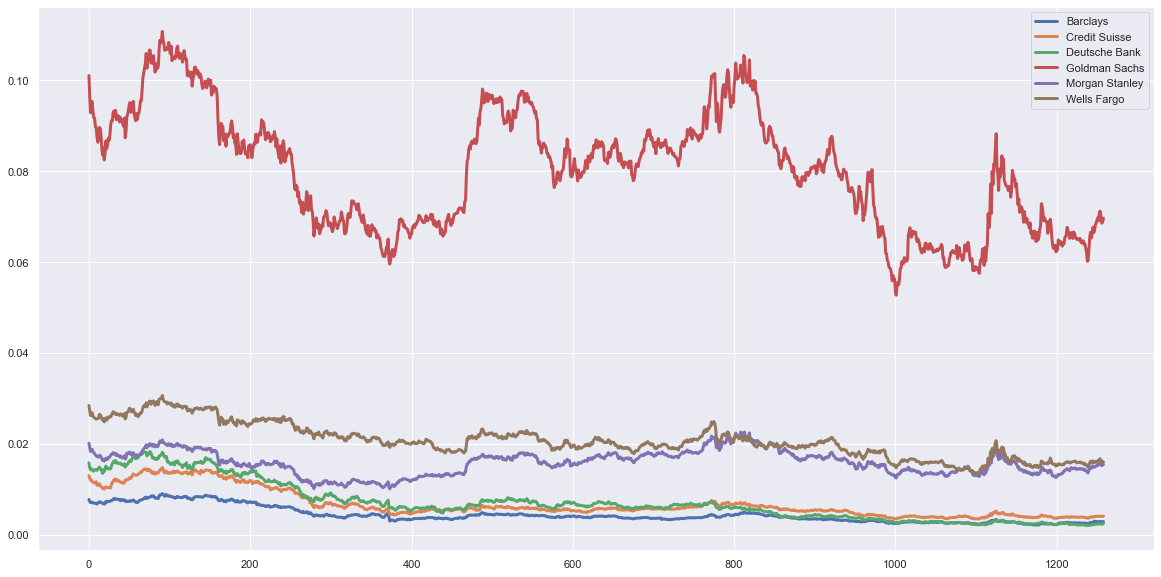 Barclays
Credit Suisse
Deutsche Bank
Goldman Sachs
Morgan Stanley
Wells Fargo
0.10
0.08
0.06
0.04
0.02
0.00
0 200 400 600 800 1000 1200